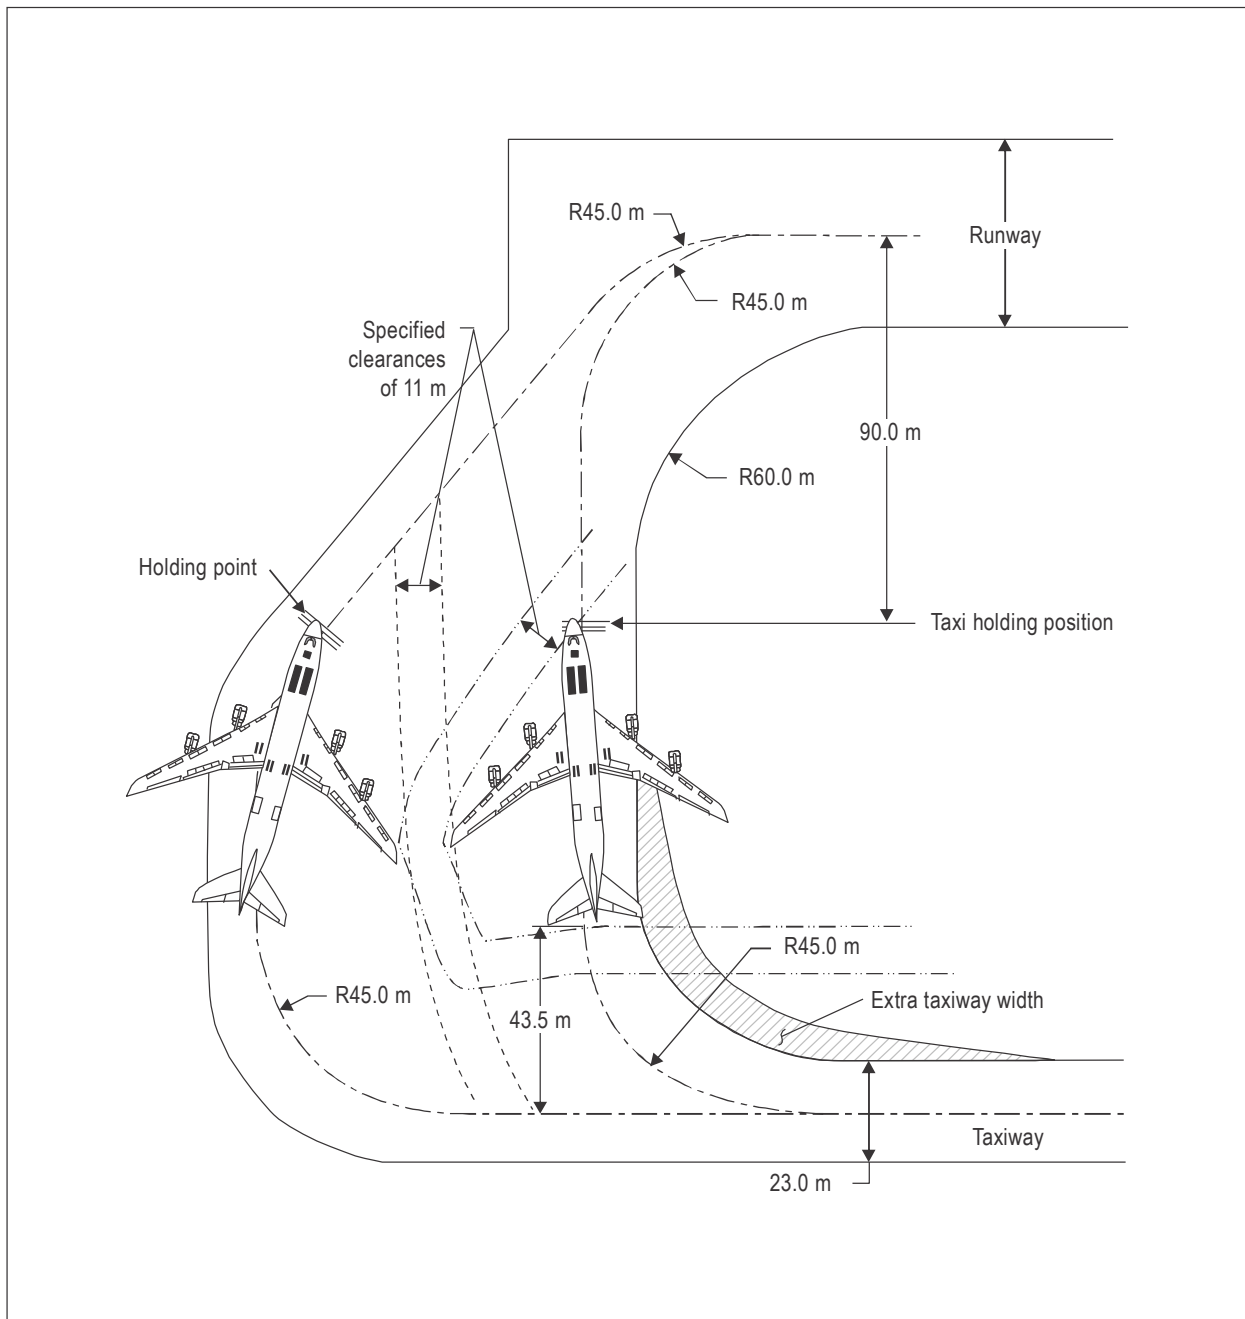 R45.0 m
Runway
R45.0 m
Specified
clearances
of 11 m
90.0 m
R60.0 m
Holding point
Taxi holding position
R45.0 m
R45.0 m
Extra taxiway width
43.5 m
Taxiway
23.0 m